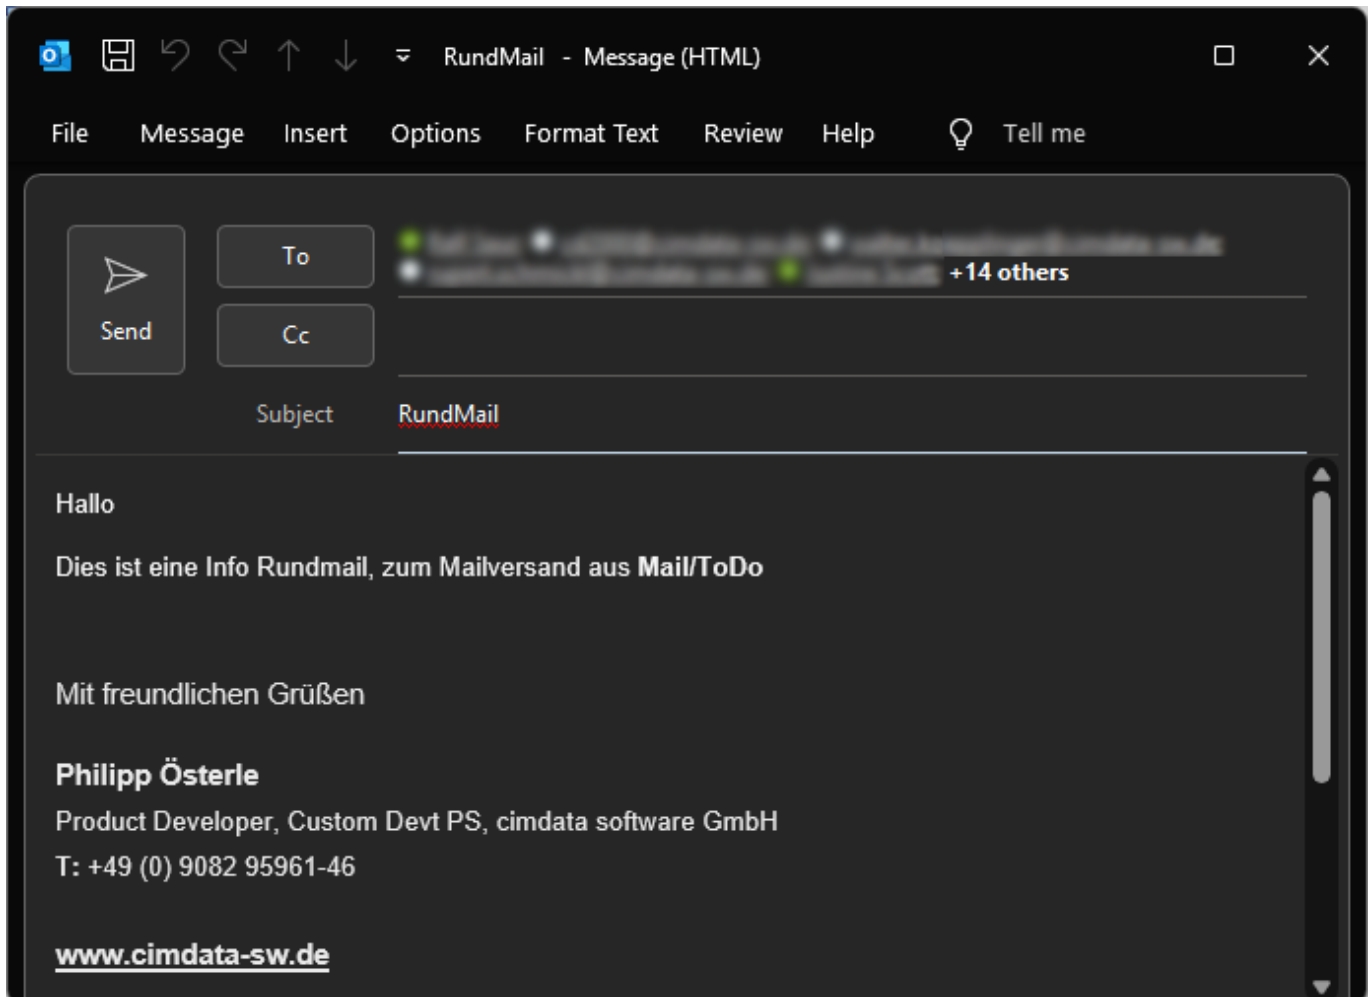 RundMail - Message (HTML)
File Message Insert Options Format Text Review Help Tell me
To
+14 others
Send
Cc
Subject RundMail
Hallo
Dies ist eine Info Rundmail, zum Mailversand aus Mail/ToDo
Mit freundlichen Grüßen
Philipp Österle
Product Developer, Custom Devt PS, cimdata software GmbH
T: +49 (0) 9082 95961-46
www.cimdata-sw.de